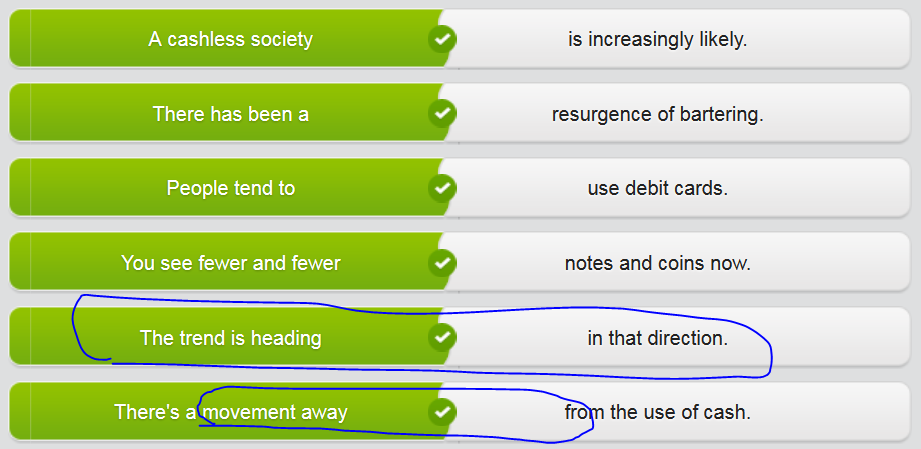 A cashless society is increasingly likely.
There has been a resurgence of bartering.
People tend to use debit cards.
You see fewer and fewer notes and coins now.
The trend is heading in that direction.
There's a movement away from the use of cash.